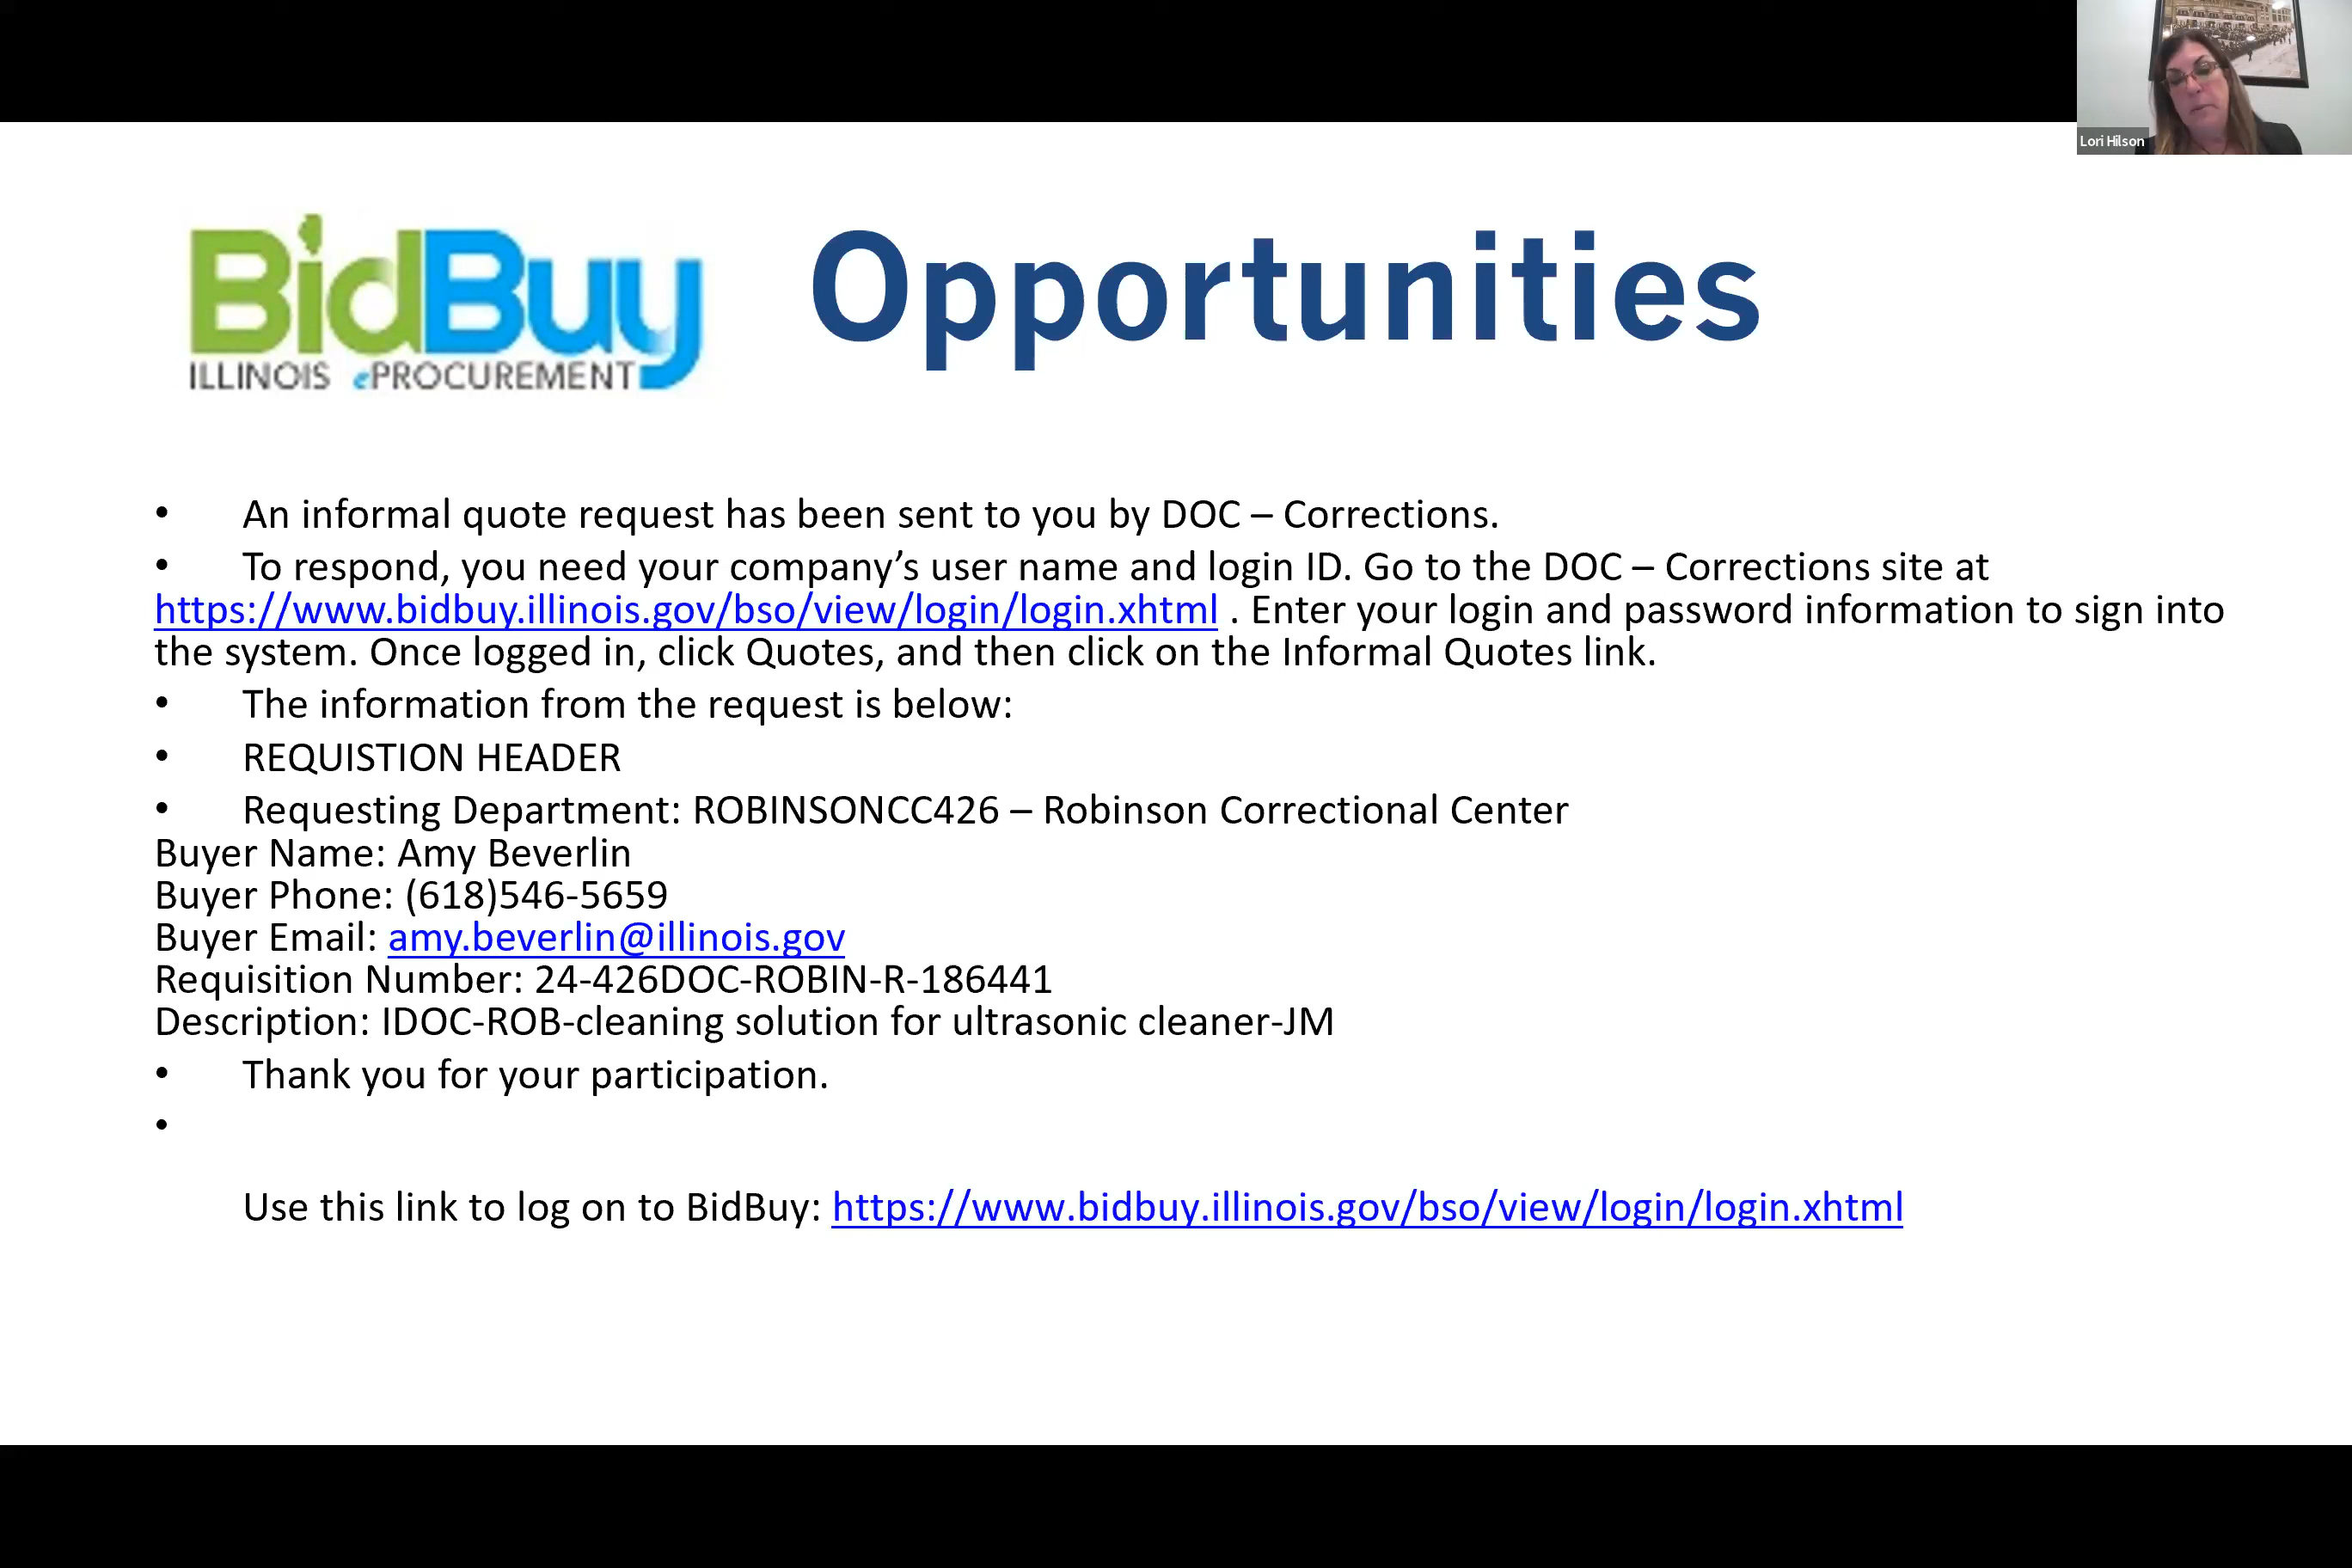 Lori Hilson
BidBuy
ILLINOIS ePROCUREMENT
Opportunities
• An informal quote request has been sent to you by DOC – Corrections.
• To respond, you need your company’s user name and login ID. Go to the DOC – Corrections site at
https://www.bidbuy.illinois.gov/bso/view/login/login.xhtml . Enter your login and password information to sign into
the system. Once logged in, click Quotes, and then click on the Informal Quotes link.
• The information from the request is below:
• REQUISTION HEADER
• Requesting Department: ROBINSONCC426 – Robinson Correctional Center
Buyer Name: Amy Beverlin
Buyer Phone: (618)546-5659
Buyer Email: amy.beverlin@illinois.gov
Requisition Number: 24-426DOC-ROBIN-R-186441
Description: IDOC-ROB-cleaning solution for ultrasonic cleaner-JM
• Thank you for your participation.
•
Use this link to log on to BidBuy: https://www.bidbuy.illinois.gov/bso/view/login/login.xhtml